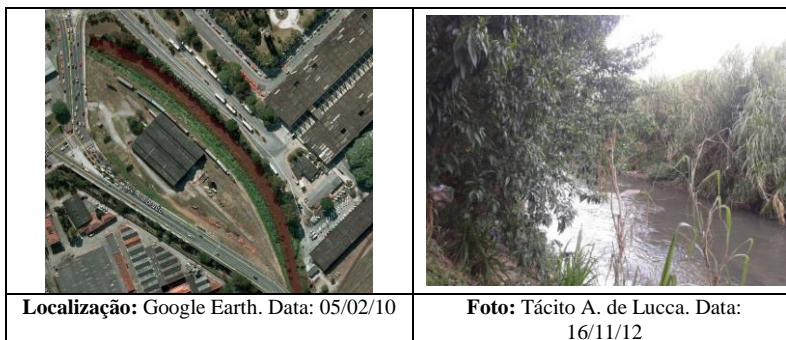 Localização: Google Earth. Data: 05/02/10
Foto: Tácito A. de Lucca. Data:
16/11/12